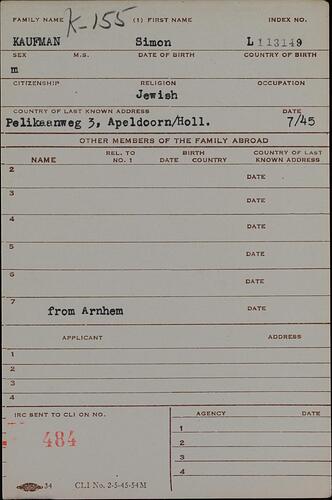 K-155
FAMILY NAME (1) FIRST NAME INDEX NO.
KAUFMAN Simon L113149
SEX M.S. DATE OF BIRTH COUNTRY OF BIRTH
m
CITIZENSHIP RELIGION OCCUPATION
Jewish
COUNTRY OF LAST KNOWN ADDRESS DATE
Pelikaanweg 3, Apeldoorn/Holl. 7/45
OTHER MEMBERS OF THE FAMILY ABROAD
NAME REL. TO NO. 1 BIRTH DATE COUNTRY COUNTRY OF LAST KNOWN ADDRESS
2 DATE
3 DATE
4 DATE
5 DATE
6 DATE
7 from Arnhem DATE
APPLICANT ADDRESS
1
2
3
4
IRC SENT TO CLI ON NO. AGENCY DATE
484
1
2
3
4
34 CLI No. 2-5-45-54M